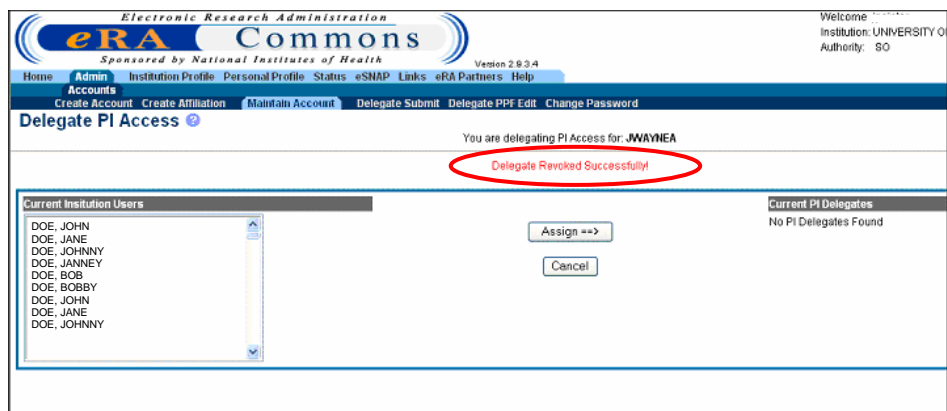 Electronic Research Administration
eRA Commons
Sponsored by National Institutes of Health
Version 2.9.3.4
Welcome
Institution: UNIVERSITY O
Authority: SO
Home Admin Institution Profile Personal Profile Status eSNAP Links eRA Partners Help
Accounts
Create Account Create Affiliation Maintain Account Delegate Submit Delegate PPF Edit Change Password
Delegate PI Access ?
You are delegating PI Access for: JWAYNEA
Delegate Revoked Successfully!
Current Insitution Users
Current PI Delegates
DOE, JOHN
DOE, JANE
DOE, JOHNNY
DOE, JANNEY
DOE, BOB
DOE, BOBBY
DOE, JOHN
DOE, JANE
DOE, JOHNNY
Assign ==>
Cancel
No PI Delegates Found